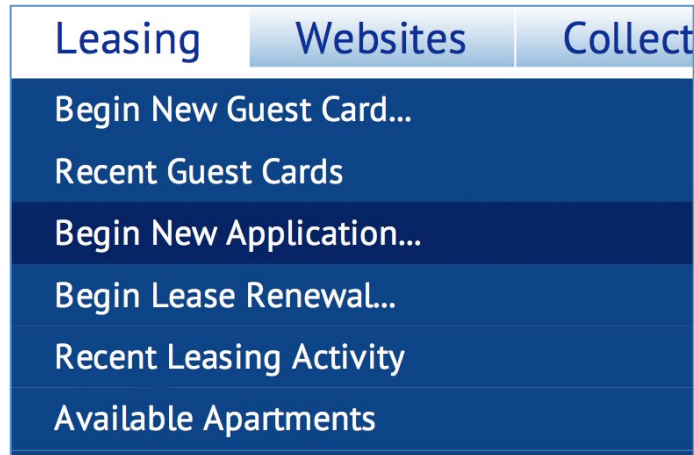 Leasing Websites Collect
Begin New Guest Card...
Recent Guest Cards
Begin New Application...
Begin Lease Renewal...
Recent Leasing Activity
Available Apartments